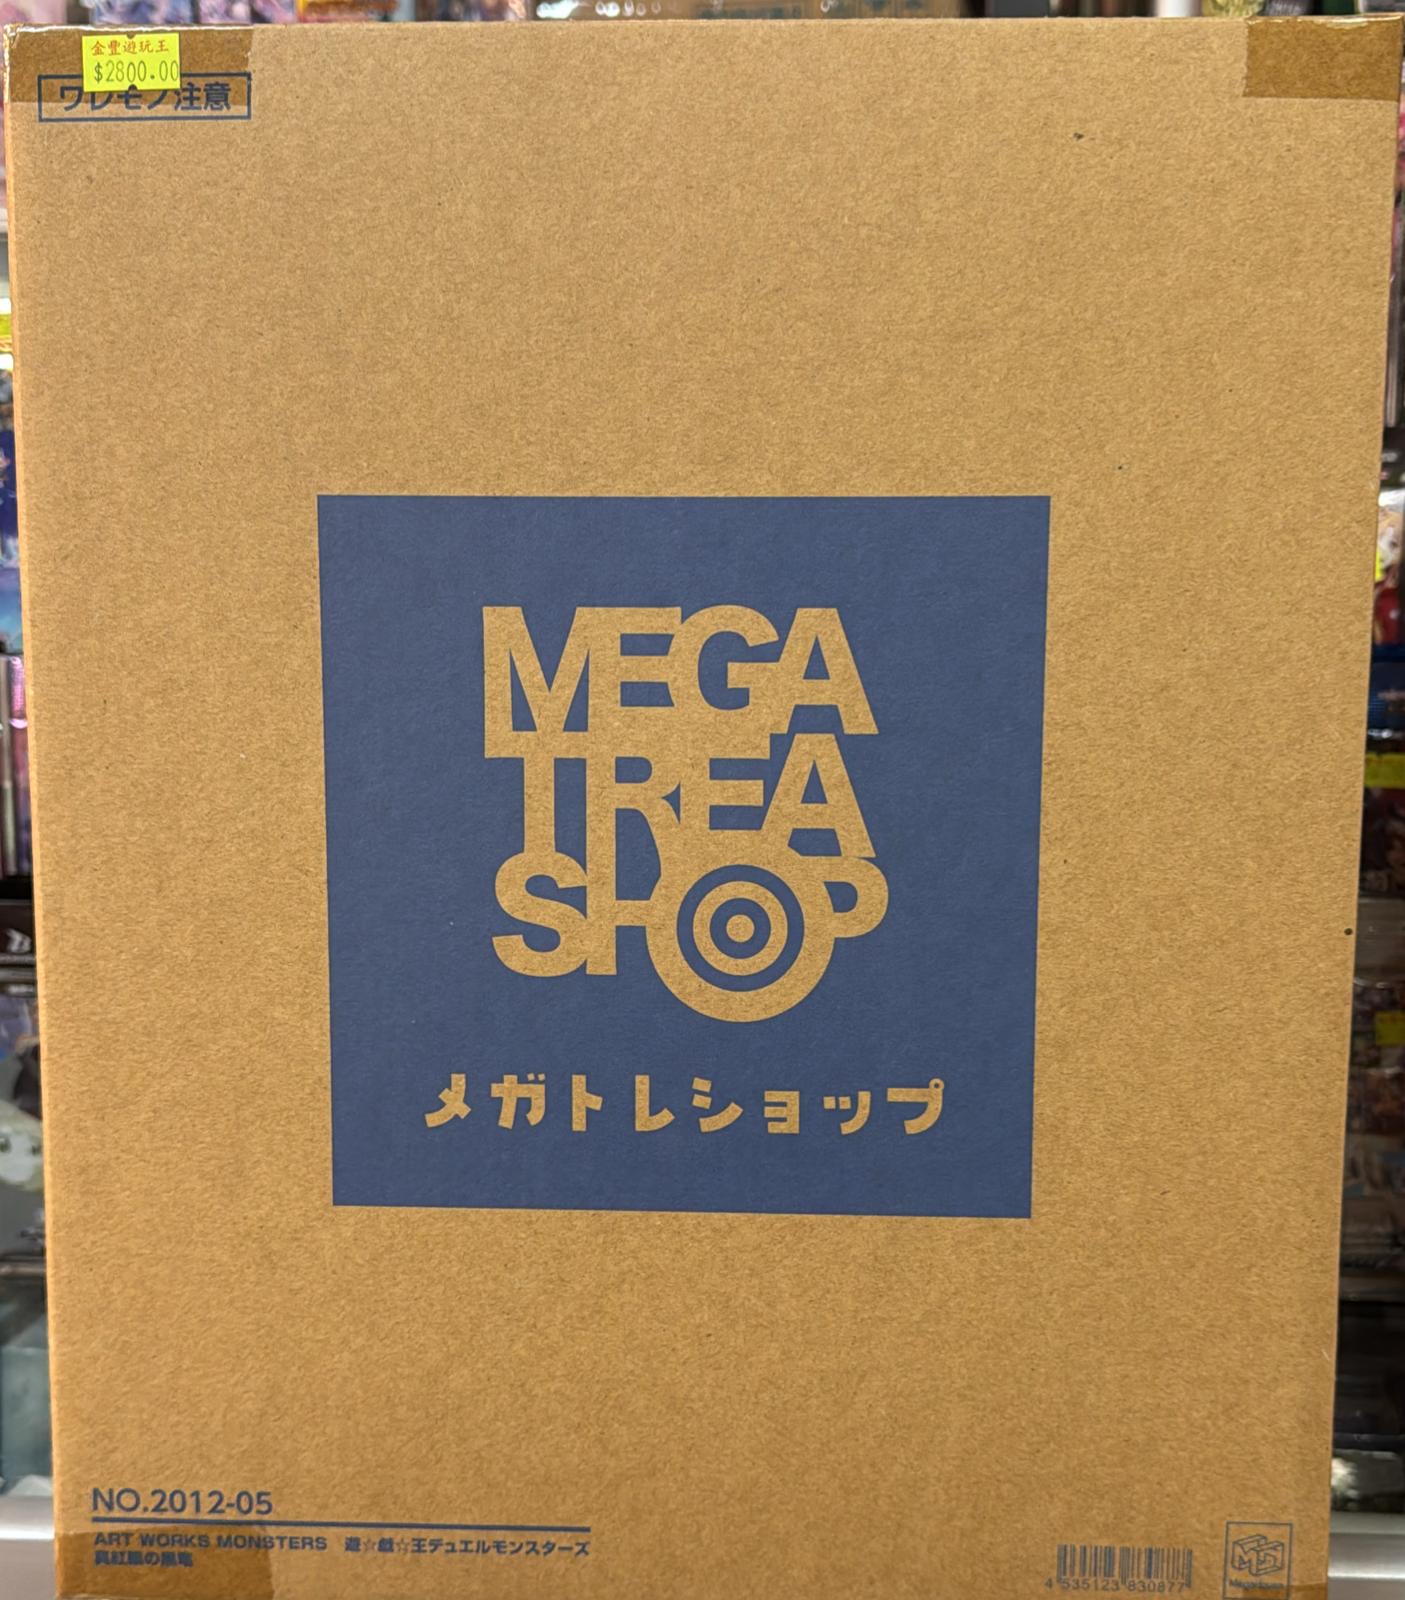 金豐遊玩王
$2800.00
ワレモノ注意
MEGA
TREA
SHOP
メガトレショップ
NO.2012-05
ART WORKS MONSTERS 遊☆戯☆王デュエルモンスターズ
真紅眼の黒竜
4 535123 830877
Megahouse